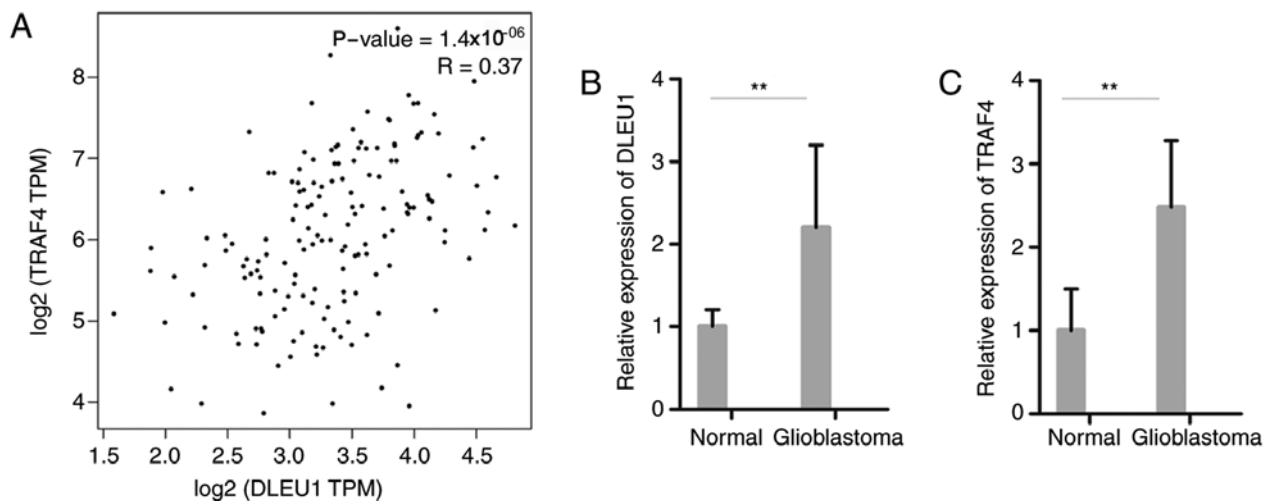 A
P-value = 1.4x10⁻⁰⁶
R = 0.37
8
7
6
5
4
log2 (TRAF4 TPM)
1.5 2.0 2.5 3.0 3.5 4.0 4.5
log2 (DLEU1 TPM)
B
Relative expression of DLEU1
**
4
3
2
1
0
Normal Glioblastoma
C
Relative expression of TRAF4
**
4
3
2
1
0
Normal Glioblastoma